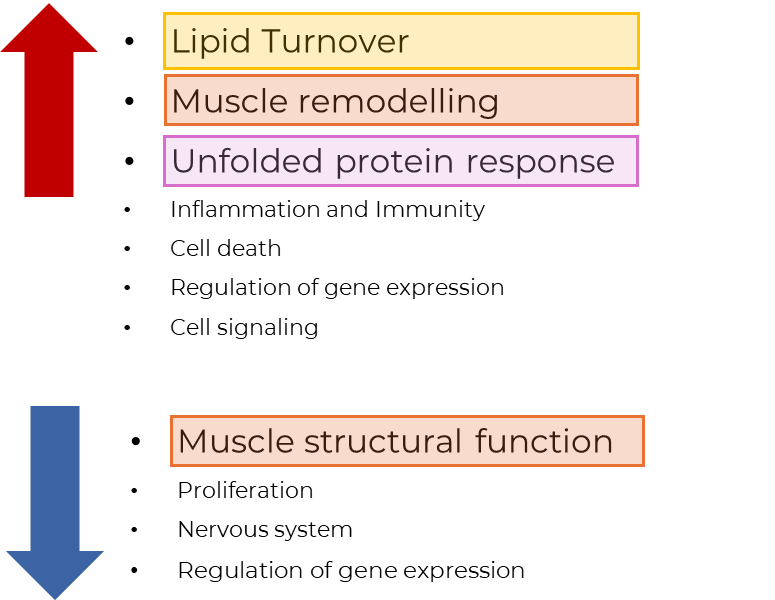 • Lipid Turnover
• Muscle remodelling
• Unfolded protein response
• Inflammation and Immunity
• Cell death
• Regulation of gene expression
• Cell signaling
• Muscle structural function
• Proliferation
• Nervous system
• Regulation of gene expression